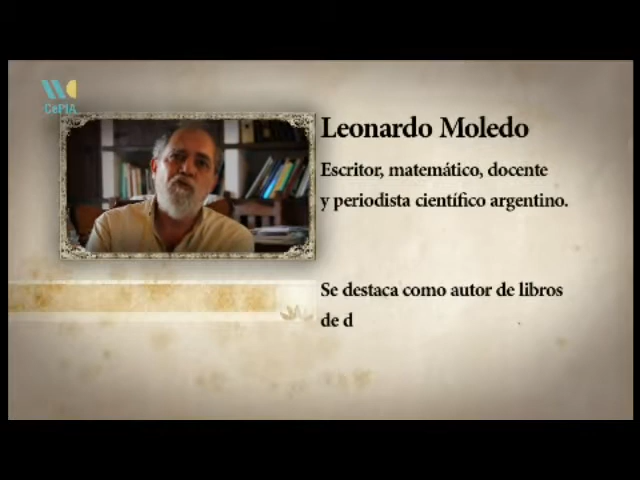 CePIA
Leonardo Moledo
Escritor, matemático, docente
y periodista científico argentino.
Se destaca como autor de libros
de d